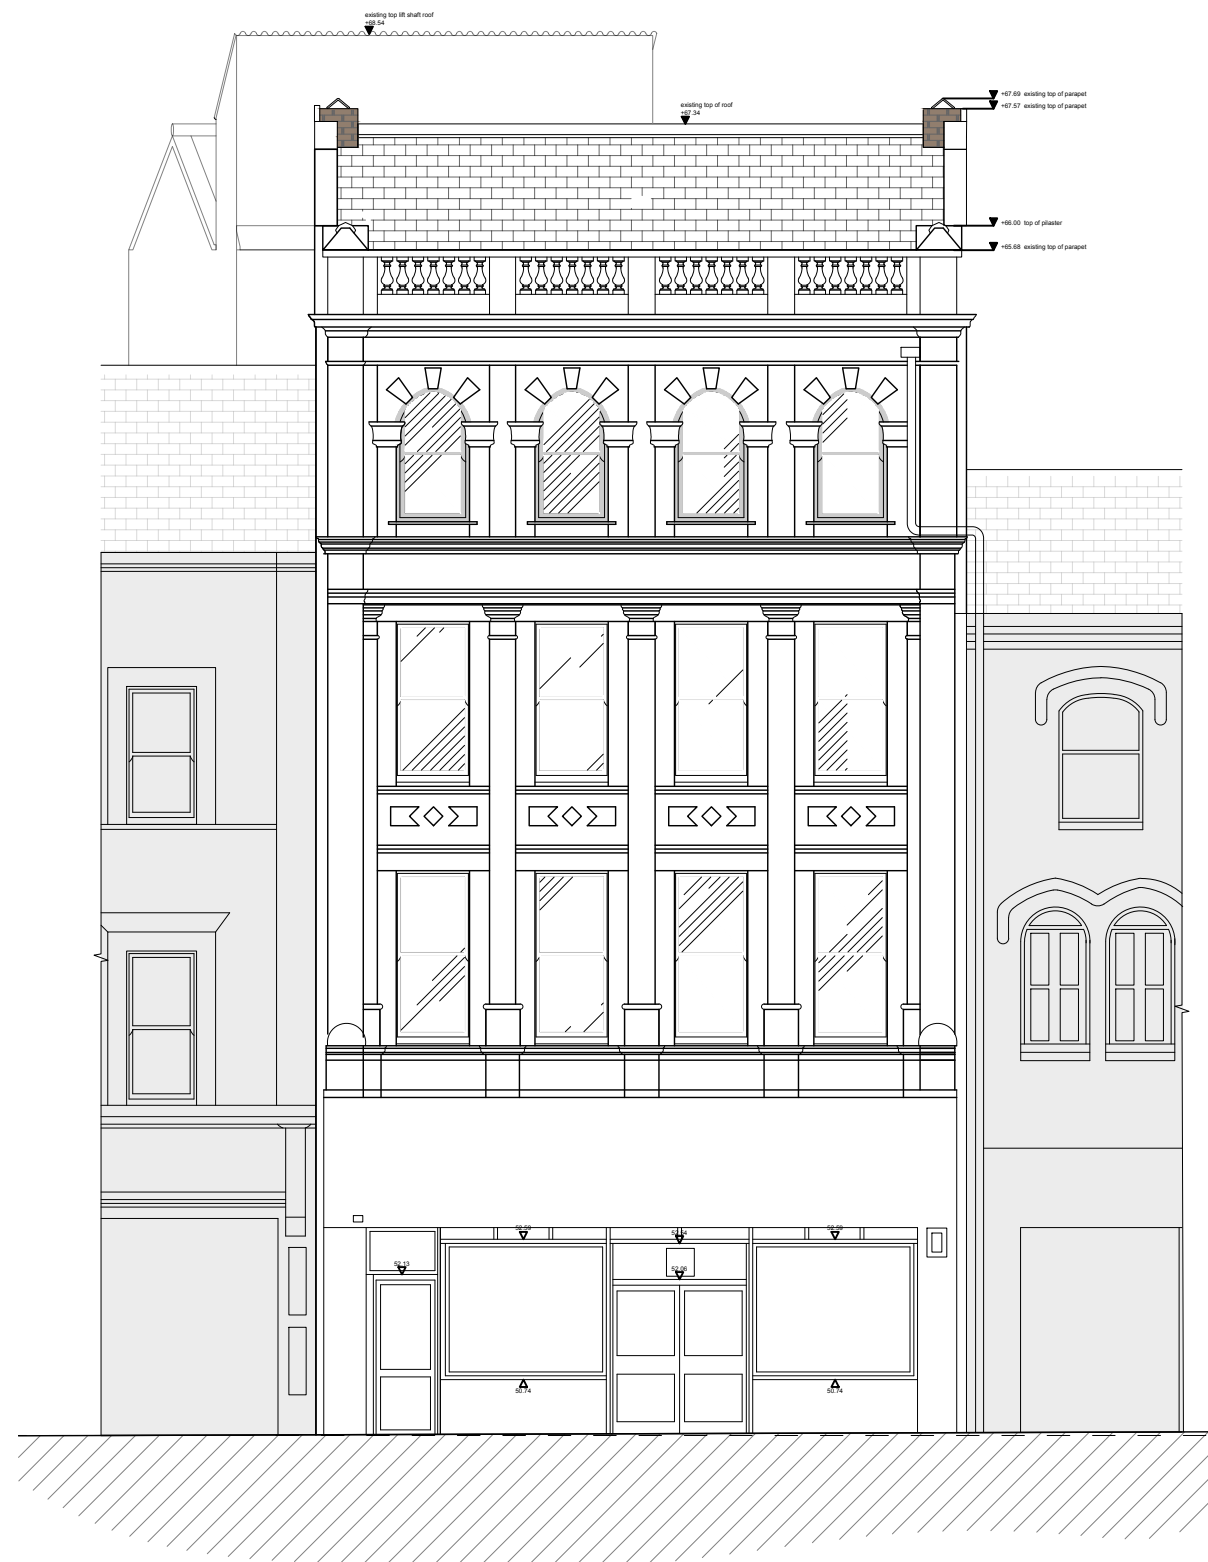 existing top lift shaft roof
+68.54
+67.69 existing top of parapet
existing top of roof
+67.34
+67.57 existing top of parapet
+66.00 top of pilaster
+65.68 existing top of parapet
52.59
52.59
52.13
52.06
50.74
50.74